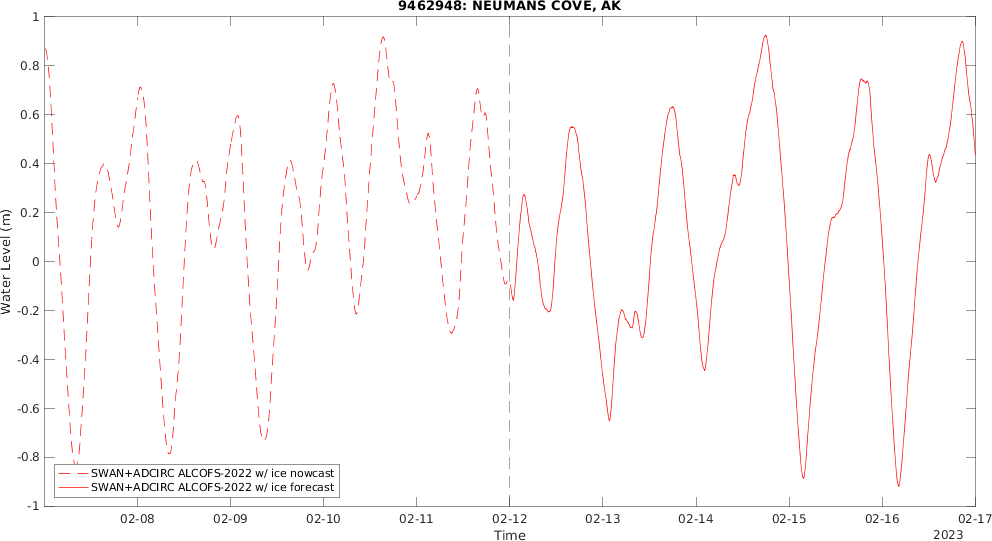 9462948: NEUMANS COVE, AK
Water Level (m)
1
0.8
0.6
0.4
0.2
0
-0.2
-0.4
-0.6
-0.8
-1
SWAN+ADCIRC ALCOFS-2022 w/ ice nowcast
SWAN+ADCIRC ALCOFS-2022 w/ ice forecast
02-08 02-09 02-10 02-11 02-12 02-13 02-14 02-15 02-16 02-17
Time
2023